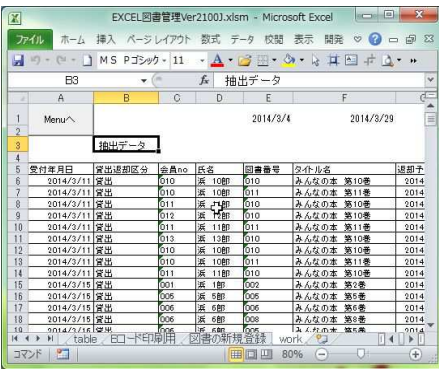 EXCEL図書管理Ver2100J.xlsm - Microsoft Excel
ファイル ホーム 挿入 ページレイアウト 数式 データ 校閲 表示 開発
MS Pゴシック 11
B3 fx 抽出データ
A B C D E F
1 Menuへ 2014/3/4 2014/3/29
2
3 抽出データ
4
5 受付年月日 貸出返却区分 会員no 氏名 図書番号 タイトル名 返却予
6 2014/3/11 貸出 010 浜 10郎 010 みんなの本 第10巻 2014
7 2014/3/11 貸出 010 浜 10郎 011 みんなの本 第11巻 2014
8 2014/3/11 貸出 011 010 みんなの本 第10巻 2014
9 2014/3/11 貸出 012 010 みんなの本 第10巻 2014
10 2014/3/11 貸出 011 浜 11郎 011 みんなの本 第11巻 2014
11 2014/3/11 貸出 013 浜 13郎 010 みんなの本 第10巻 2014
12 2014/3/11 貸出 010 浜 10郎 010 みんなの本 第10巻 2014
13 2014/3/11 貸出 010 浜 10郎 011 みんなの本 第11巻 2014
14 2014/3/11 貸出 011 浜 11郎 010 みんなの本 第10巻 2014
15 2014/3/15 貸出 001 浜 1郎 002 みんなの本 第2巻 2014
16 2014/3/15 貸出 005 浜 5郎 005 みんなの本 第5巻 2014
17 2014/3/15 貸出 005 浜 5郎 006 みんなの本 第6巻 2014
18 2014/3/15 貸出 006 浜 6郎 008 みんなの本 第8巻 2014
19 2014/3/15 貸出 006
table バーコード印刷用 図書の新規登録 work
コマンド 80%